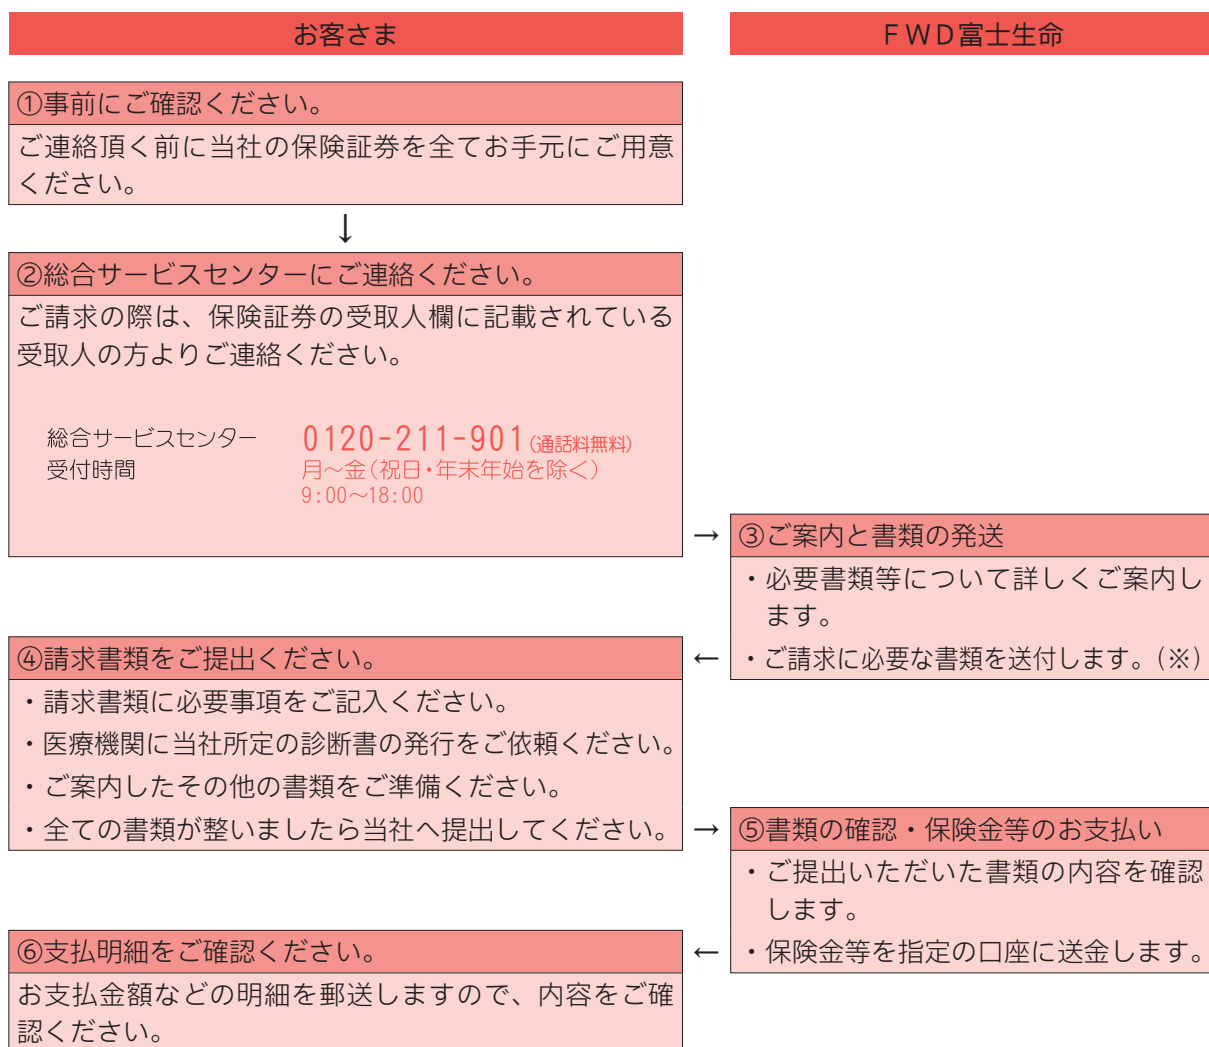 お客さま
FWD富士生命
①事前にご確認ください。
ご連絡頂く前に当社の保険証券を全てお手元にご用意
ください。
↓
②総合サービスセンターにご連絡ください。
ご請求の際は、保険証券の受取人欄に記載されている
受取人の方よりご連絡ください。
総合サービスセンター 0120-211-901(通話料無料)
受付時間 月～金(祝日・年末年始を除く)
9:00～18:00
→
③ご案内と書類の発送
・必要書類等について詳しくご案内し
ます。
・ご請求に必要な書類を送付します。(※)
←
④請求書類をご提出ください。
・請求書類に必要事項をご記入ください。
・医療機関に当社所定の診断書の発行をご依頼ください。
・ご案内したその他の書類をご準備ください。
・全ての書類が整いましたら当社へ提出してください。
→
⑤書類の確認・保険金等のお支払い
・ご提出いただいた書類の内容を確認
します。
・保険金等を指定の口座に送金します。
←
⑥支払明細をご確認ください。
お支払金額などの明細を郵送しますので、内容をご確
認ください。